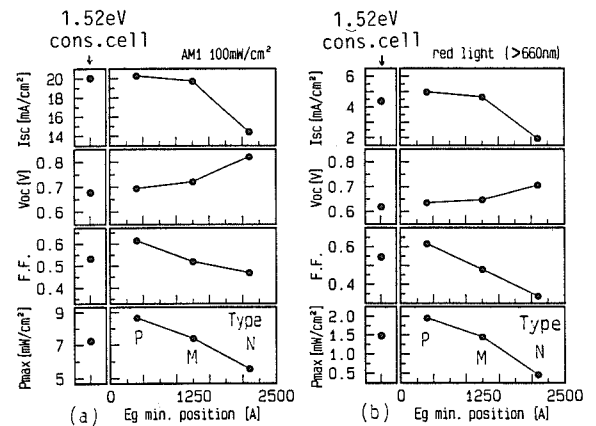 1.52eV
cons.cell
AM1 100mW/cm²
Isc [mA/cm²]
20
18
16
14
Voc [V]
0.8
0.7
0.6
F.F.
0.6
0.5
0.4
Pmax [mW/cm²]
9
7
5
P
M
Type
N
0
1250
2500
(a)
Eg min. position [A]
1.52eV
cons.cell
red light (>660nm)
Isc [mA/cm²]
6
4
2
Voc [V]
0.8
0.7
0.6
F.F.
0.6
0.4
Pmax [mW/cm²]
2.0
1.5
1.0
0.5
P
M
Type
N
0
1250
2500
(b)
Eg min. position [A]